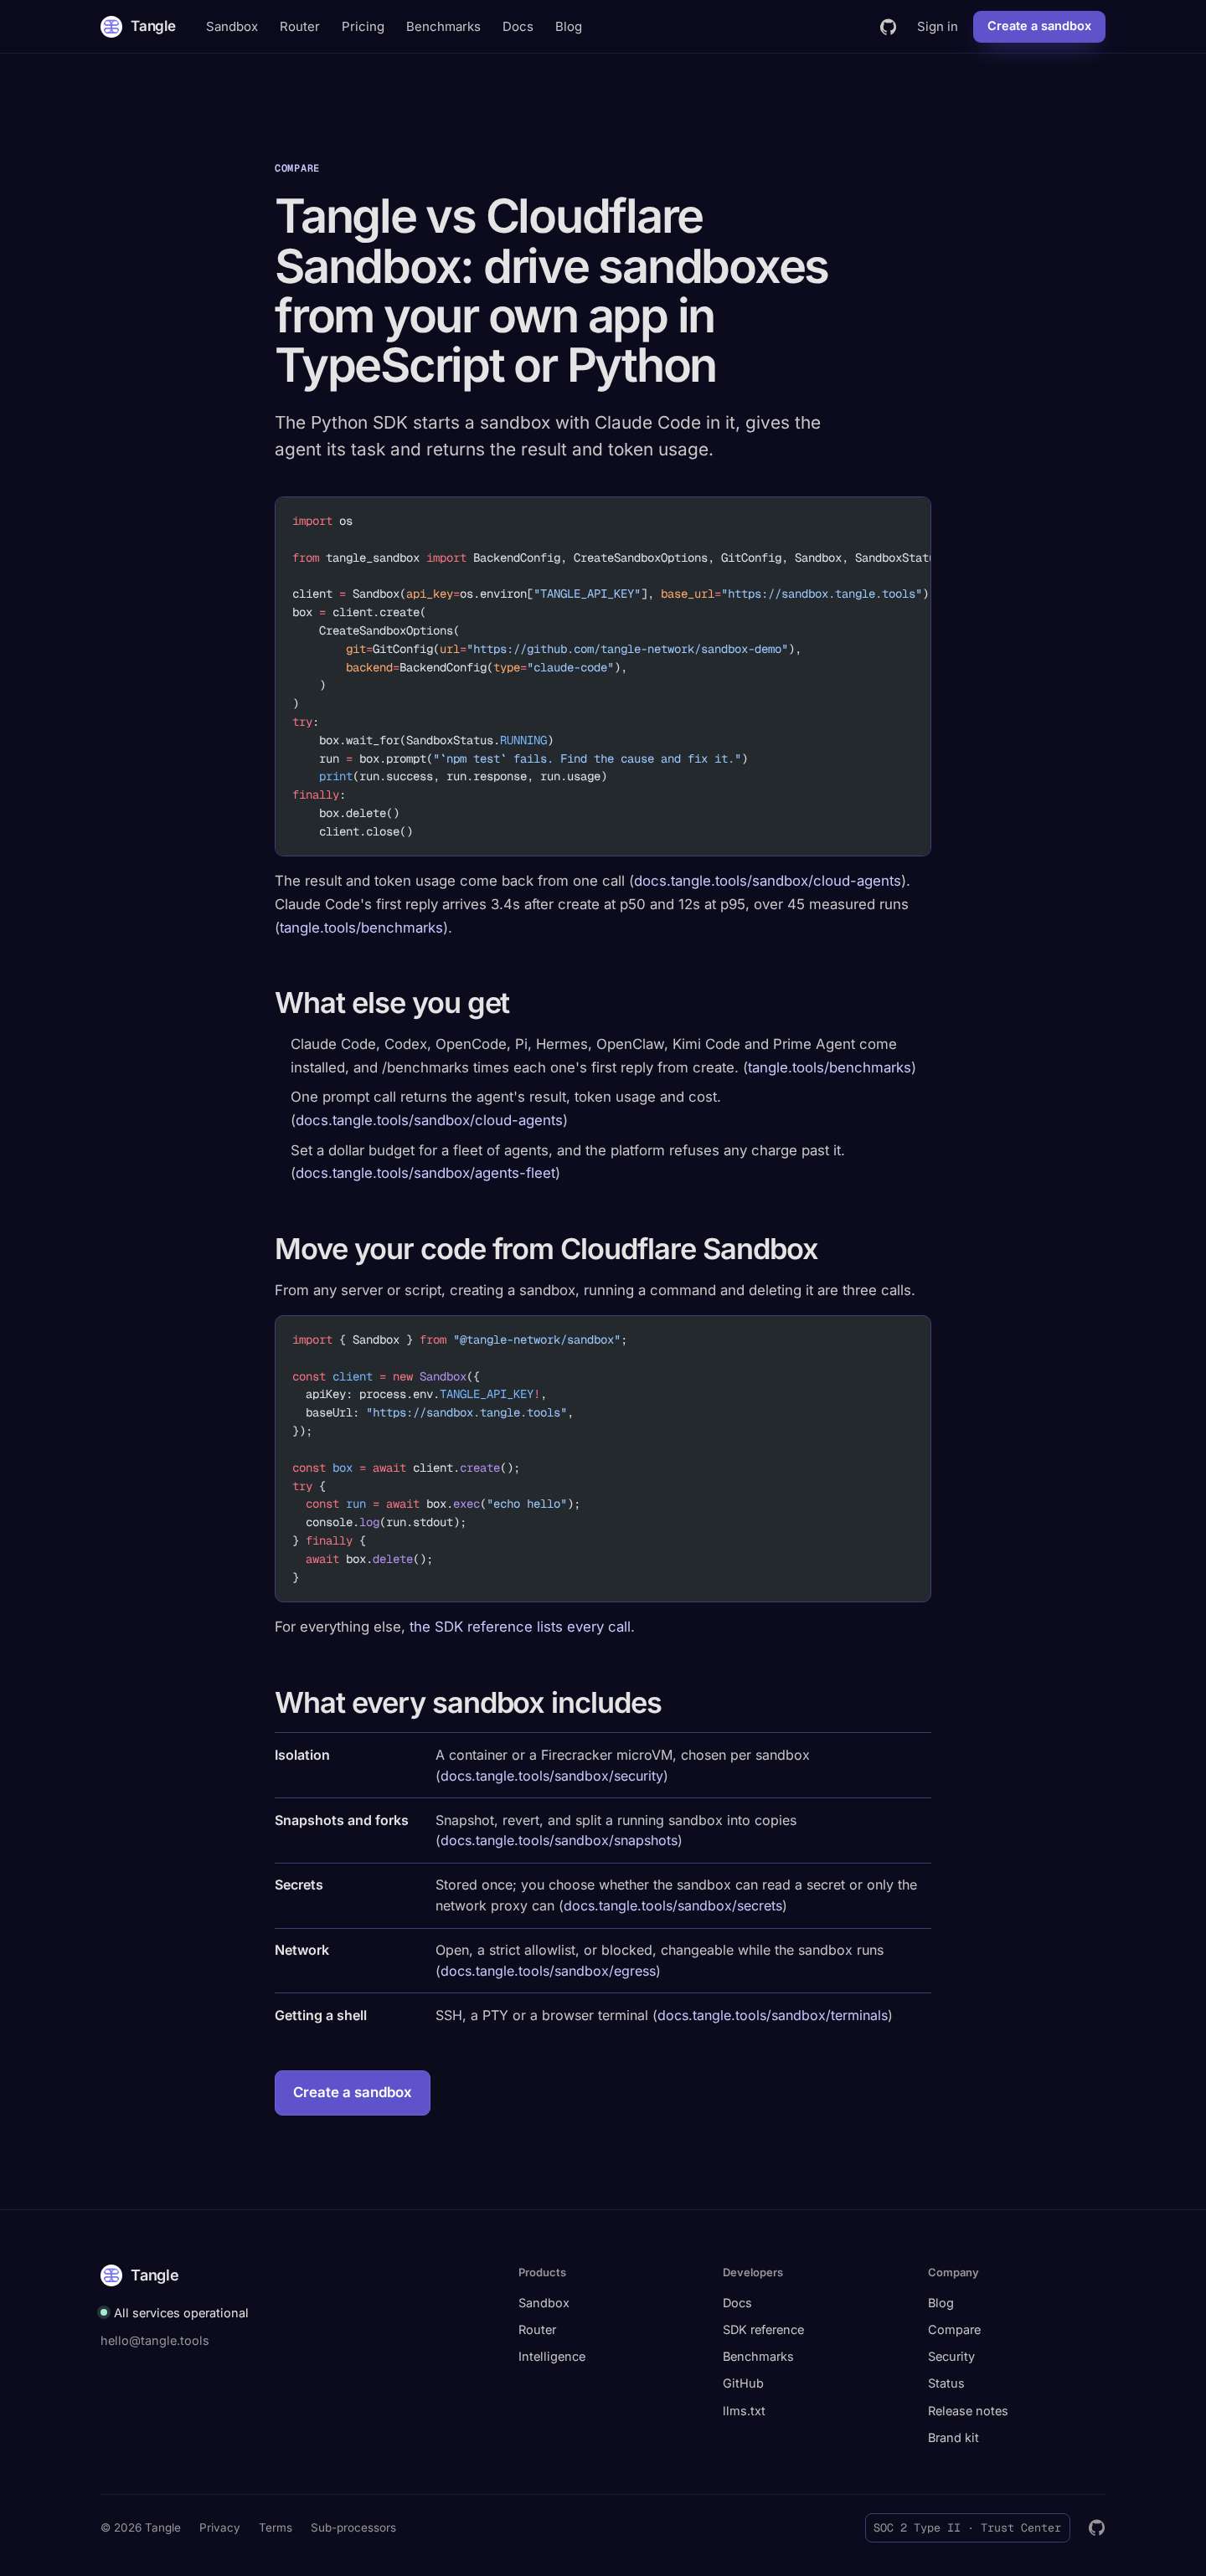 Tangle
Sandbox
Router
Pricing
Benchmarks
Docs
Blog
Sign in
Create a sandbox
COMPARE
Tangle vs Cloudflare
Sandbox: drive sandboxes
from your own app in
TypeScript or Python
The Python SDK starts a sandbox with Claude Code in it, gives the
agent its task and returns the result and token usage.
import os
from tangle_sandbox import BackendConfig, CreateSandboxOptions, GitConfig, Sandbox, SandboxStatu
client = Sandbox(api_key=os.environ["TANGLE_API_KEY"], base_url="https://sandbox.tangle.tools")
box = client.create(
    CreateSandboxOptions(
        git=GitConfig(url="https://github.com/tangle-network/sandbox-demo"),
        backend=BackendConfig(type="claude-code"),
    )
)
try:
    box.wait_for(SandboxStatus.RUNNING)
    run = box.prompt("`npm test` fails. Find the cause and fix it.")
    print(run.success, run.response, run.usage)
finally:
    box.delete()
    client.close()
The result and token usage come back from one call (docs.tangle.tools/sandbox/cloud-agents).
Claude Code's first reply arrives 3.4s after create at p50 and 12s at p95, over 45 measured runs
(tangle.tools/benchmarks).
What else you get
Claude Code, Codex, OpenCode, Pi, Hermes, OpenClaw, Kimi Code and Prime Agent come
installed, and /benchmarks times each one's first reply from create. (tangle.tools/benchmarks)
One prompt call returns the agent's result, token usage and cost.
(docs.tangle.tools/sandbox/cloud-agents)
Set a dollar budget for a fleet of agents, and the platform refuses any charge past it.
(docs.tangle.tools/sandbox/agents-fleet)
Move your code from Cloudflare Sandbox
From any server or script, creating a sandbox, running a command and deleting it are three calls.
import { Sandbox } from "@tangle-network/sandbox";
const client = new Sandbox({
  apiKey: process.env.TANGLE_API_KEY!,
  baseUrl: "https://sandbox.tangle.tools",
});
const box = await client.create();
try {
  const run = await box.exec("echo hello");
  console.log(run.stdout);
} finally {
  await box.delete();
}
For everything else, the SDK reference lists every call.
What every sandbox includes
Isolation
A container or a Firecracker microVM, chosen per sandbox
(docs.tangle.tools/sandbox/security)
Snapshots and forks
Snapshot, revert, and split a running sandbox into copies
(docs.tangle.tools/sandbox/snapshots)
Secrets
Stored once; you choose whether the sandbox can read a secret or only the
network proxy can (docs.tangle.tools/sandbox/secrets)
Network
Open, a strict allowlist, or blocked, changeable while the sandbox runs
(docs.tangle.tools/sandbox/egress)
Getting a shell
SSH, a PTY or a browser terminal (docs.tangle.tools/sandbox/terminals)
Create a sandbox
Tangle
All services operational
hello@tangle.tools
Products
Sandbox
Router
Intelligence
Developers
Docs
SDK reference
Benchmarks
GitHub
llms.txt
Company
Blog
Compare
Security
Status
Release notes
Brand kit
© 2026 Tangle
Privacy
Terms
Sub-processors
SOC 2 Type II · Trust Center